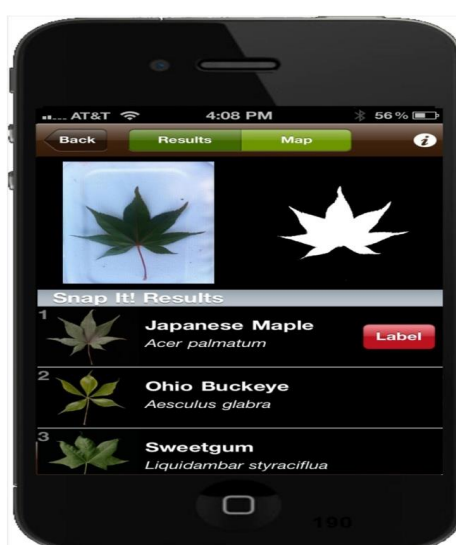 AT&T 4:08 PM 56%
Back Results Map i
Snap It! Results
1
Japanese Maple
Acer palmatum
Label
2
Ohio Buckeye
Aesculus glabra
3
Sweetgum
Liquidambar styraciflua
190